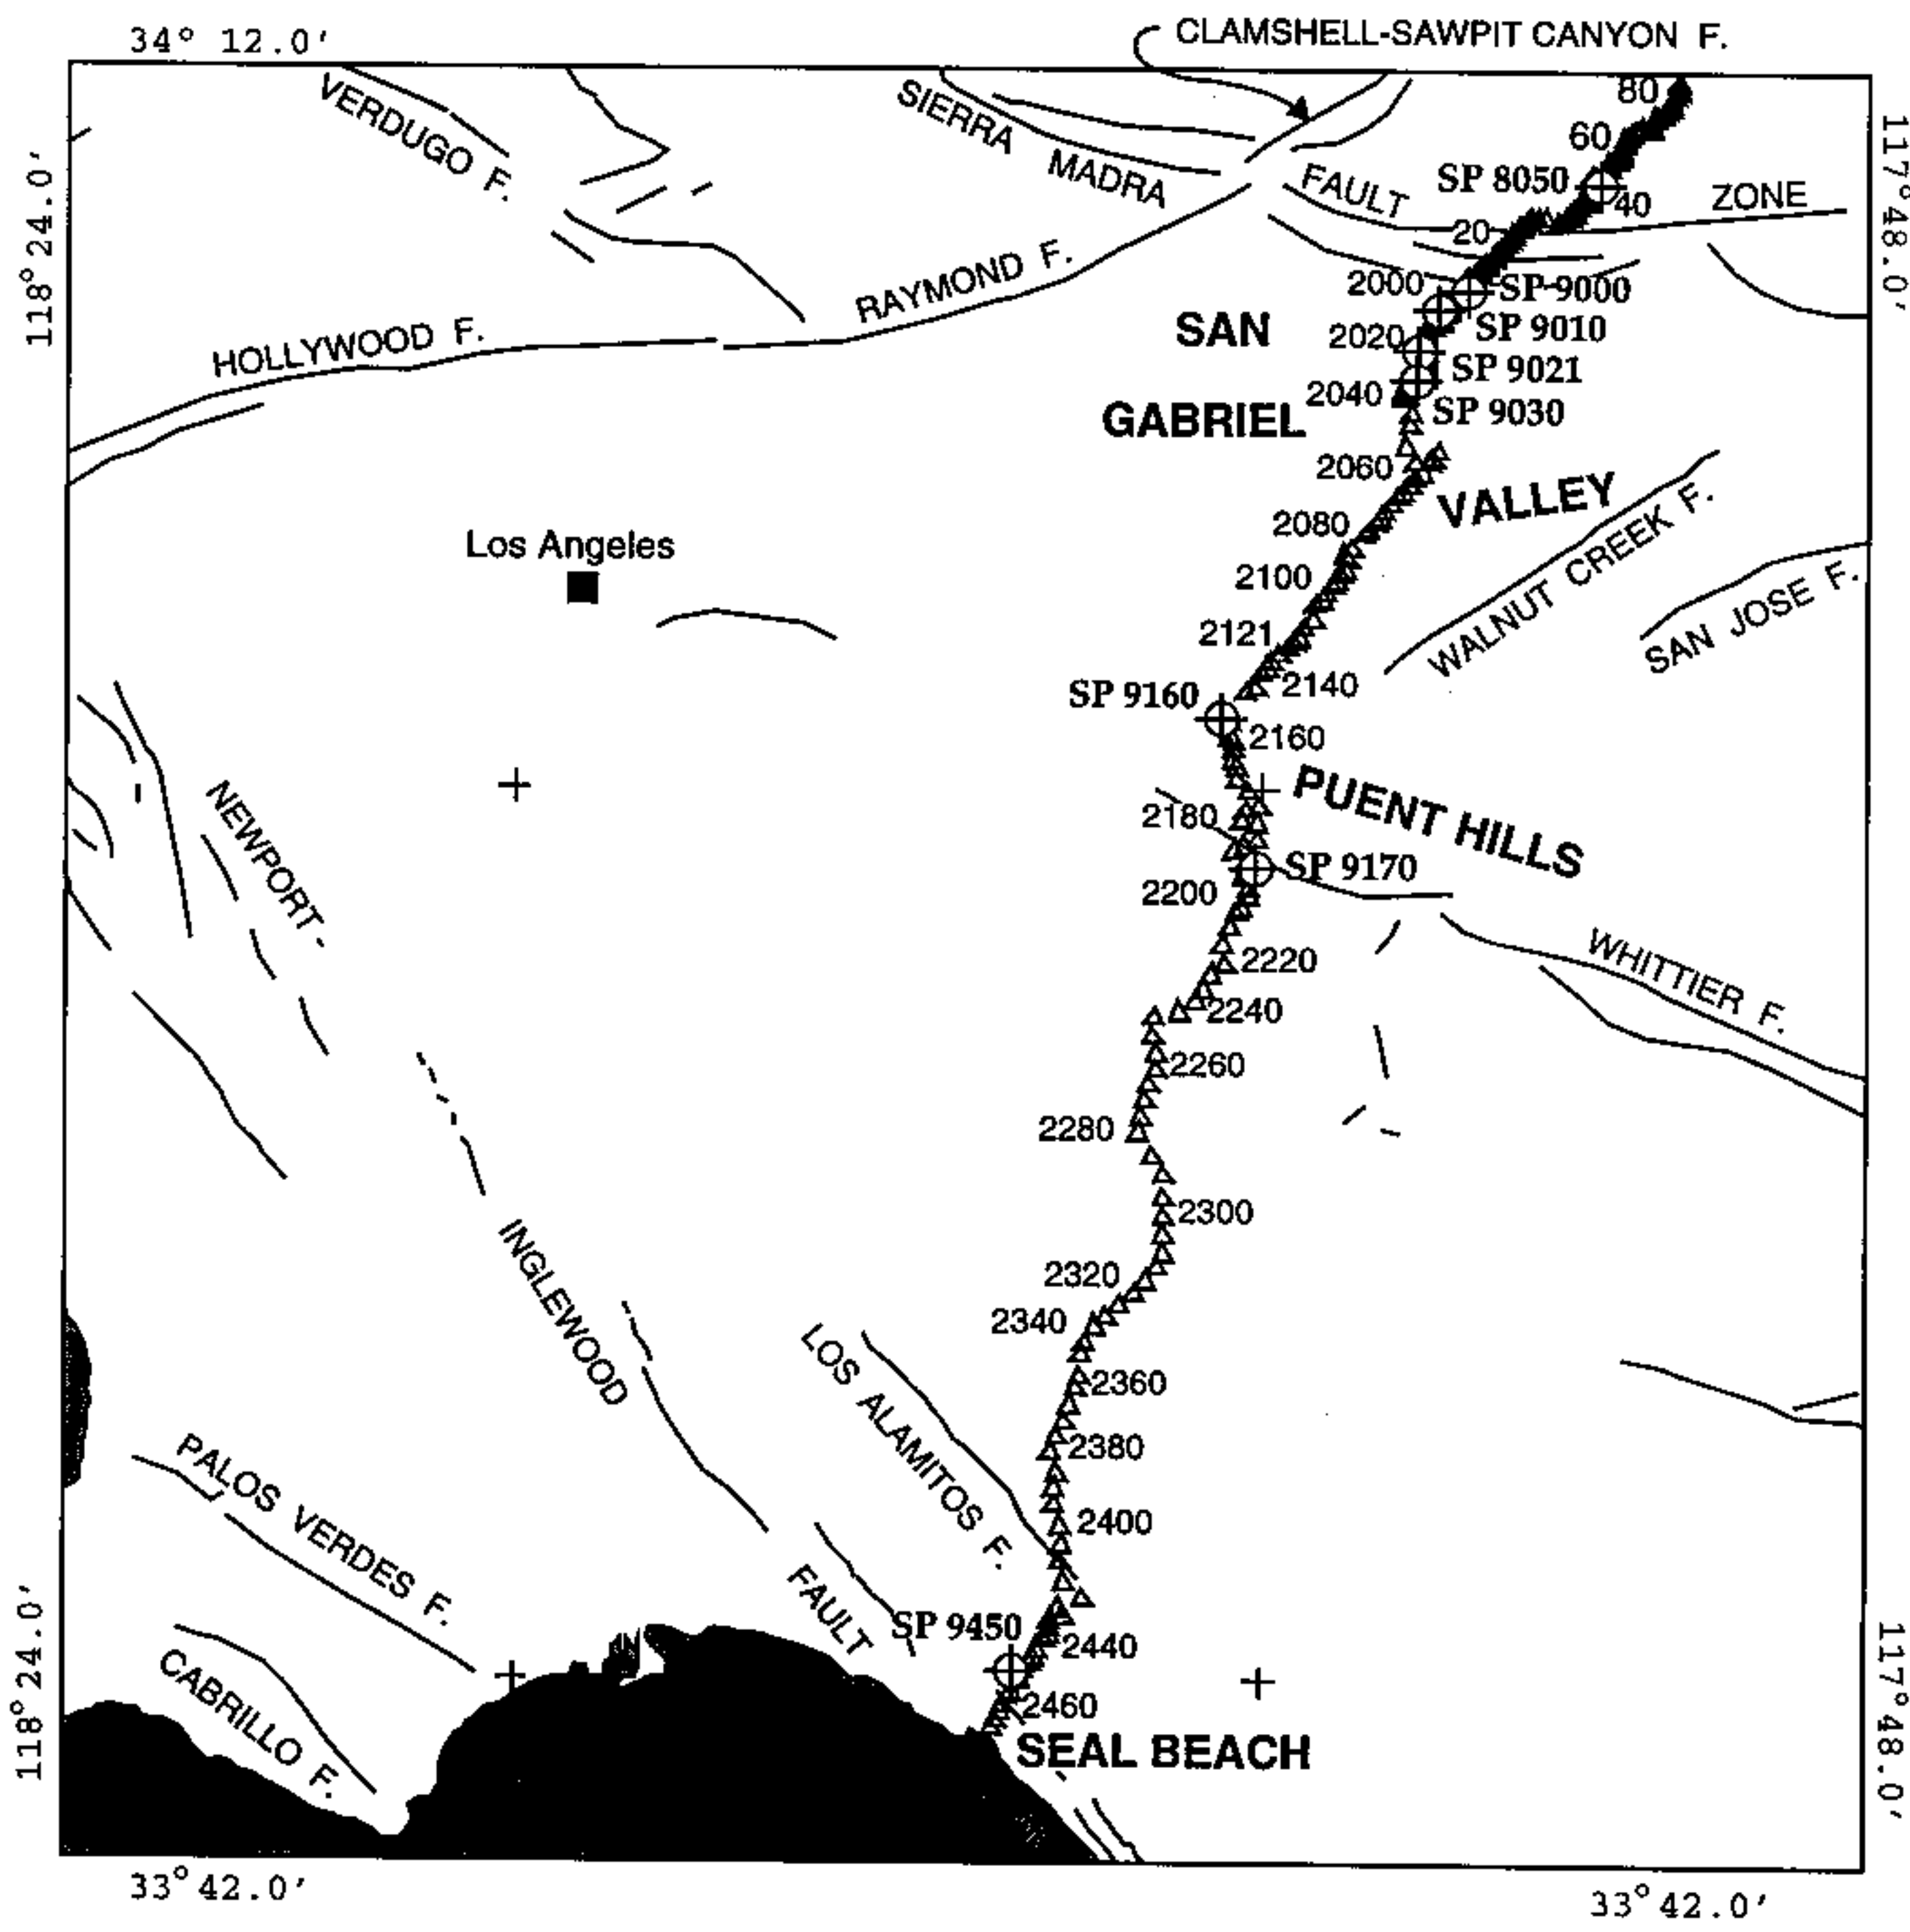 CLAMSHELL-SAWPIT CANYON F.
34° 12.0'
VERDUGO F.
SIERRA
MADRA
FAULT
ZONE
80
60
SP 8050
40
20
118° 24.0'
117° 48.0'
HOLLYWOOD F.
RAYMOND F.
2000
SP 9000
SP 9010
SAN
2020
SP 9021
2040
SP 9030
GABRIEL
2060
VALLEY
2080
Los Angeles
2100
WALNUT CREEK F.
SAN JOSE F.
2121
2140
SP 9160
2160
PUENT HILLS
2180
SP 9170
2200
NEWPORT-
2220
WHITTIER F.
2240
2260
2280
2300
INGLEWOOD
2320
2340
LOS ALAMITOS F.
2360
2380
PALOS VERDES F.
2400
FAULT
SP 9450
2440
CABRILLO F.
2460
SEAL BEACH
118° 24.0'
117° 48.0'
33° 42.0'
33° 42.0'